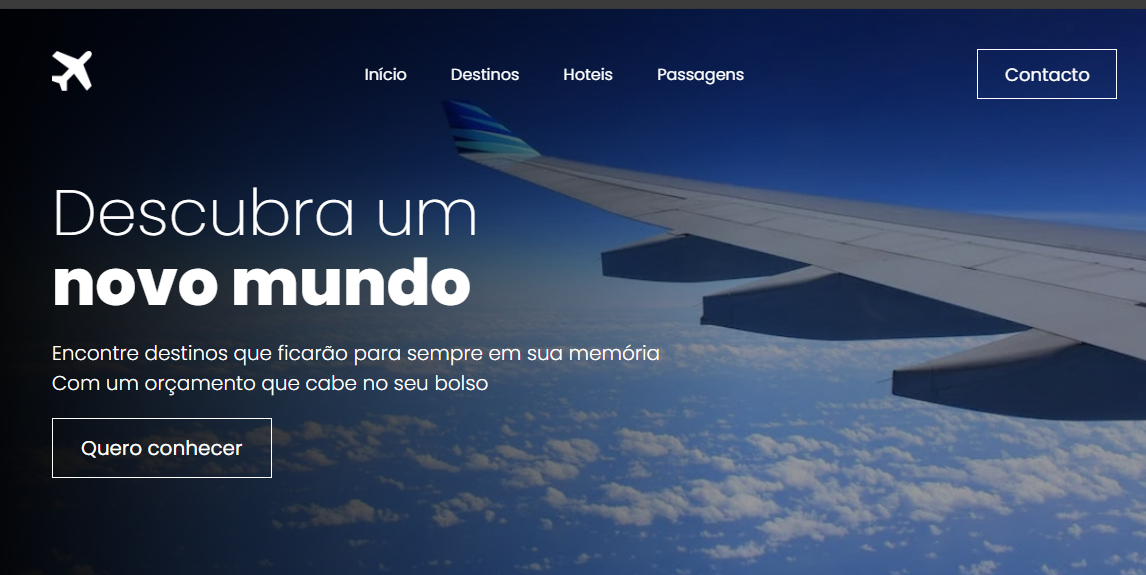 Início Destinos Hoteis Passagens Contacto
Descubra um
novo mundo
Encontre destinos que ficarão para sempre em sua memória
Com um orçamento que cabe no seu bolso
Quero conhecer